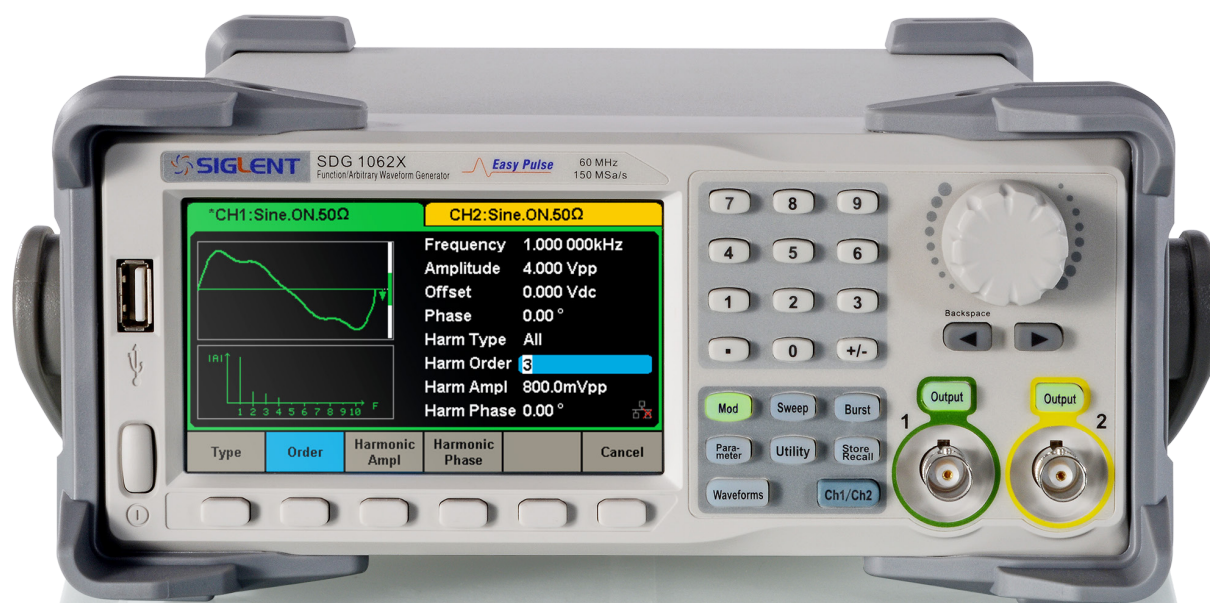 SIGLENT SDG 1062X
Function/Arbitrary Waveform Generator
Easy Pulse
60 MHz
150 MSa/s
*CH1:Sine.ON.50Ω CH2:Sine.ON.50Ω
Frequency 1.000 000kHz
Amplitude 4.000 Vpp
Offset 0.000 Vdc
Phase 0.00 °
Harm Type All
Harm Order 3
Harm Ampl 800.0mVpp
Harm Phase 0.00 °
|A|
1 2 3 4 5 6 7 8 9 10 F
Type Order Harmonic Ampl Harmonic Phase Cancel
7 8 9
4 5 6
1 2 3
. 0 +/-
Backspace
Mod Sweep Burst
Para-meter Utility Store Recall
Waveforms Ch1/Ch2
Output Output
1 2